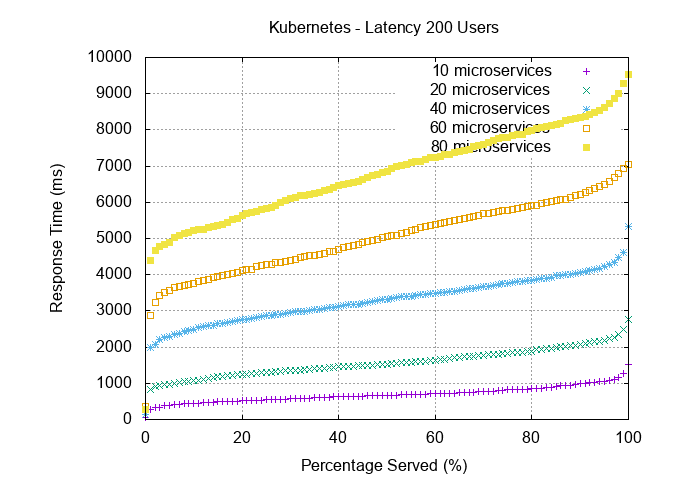 Kubernetes - Latency 200 Users
10000
9000
8000
7000
6000
5000
4000
3000
2000
1000
0
Response Time (ms)
10 microservices
20 microservices
40 microservices
60 microservices
80 microservices
0 20 40 60 80 100
Percentage Served (%)